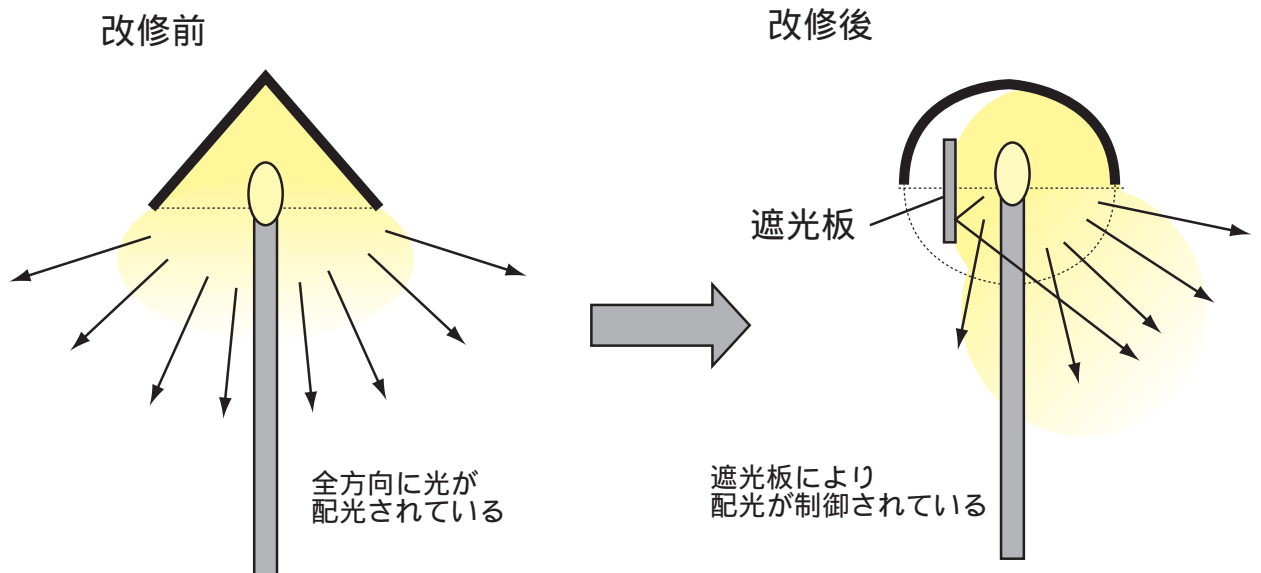 改修前
改修後
遮光板
全方向に光が
配光されている
遮光板により
配光が制御されている